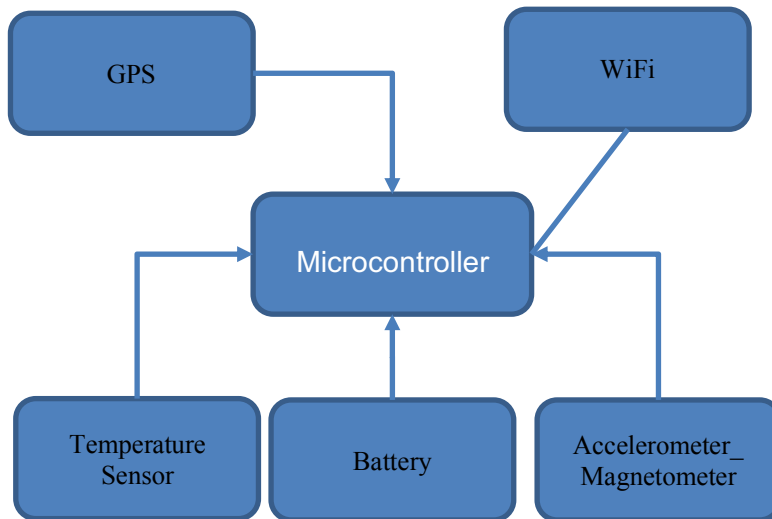 GPS
WiFi
Microcontroller
Temperature
Sensor
Battery
Accelerometer_
Magnetometer